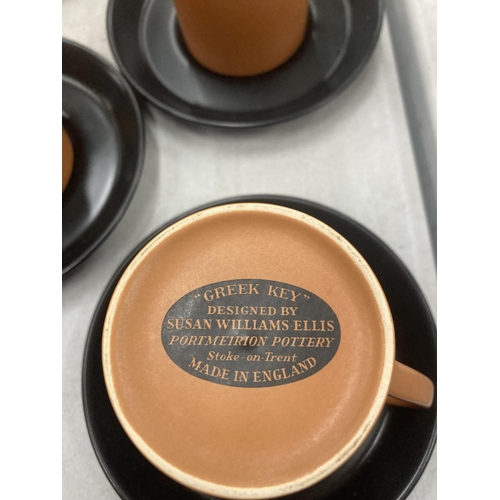 "GREEK KEY"
DESIGNED BY
SUSAN WILLIAMS-ELLIS
PORTMEIRION POTTERY
Stoke-on-Trent
MADE IN ENGLAND